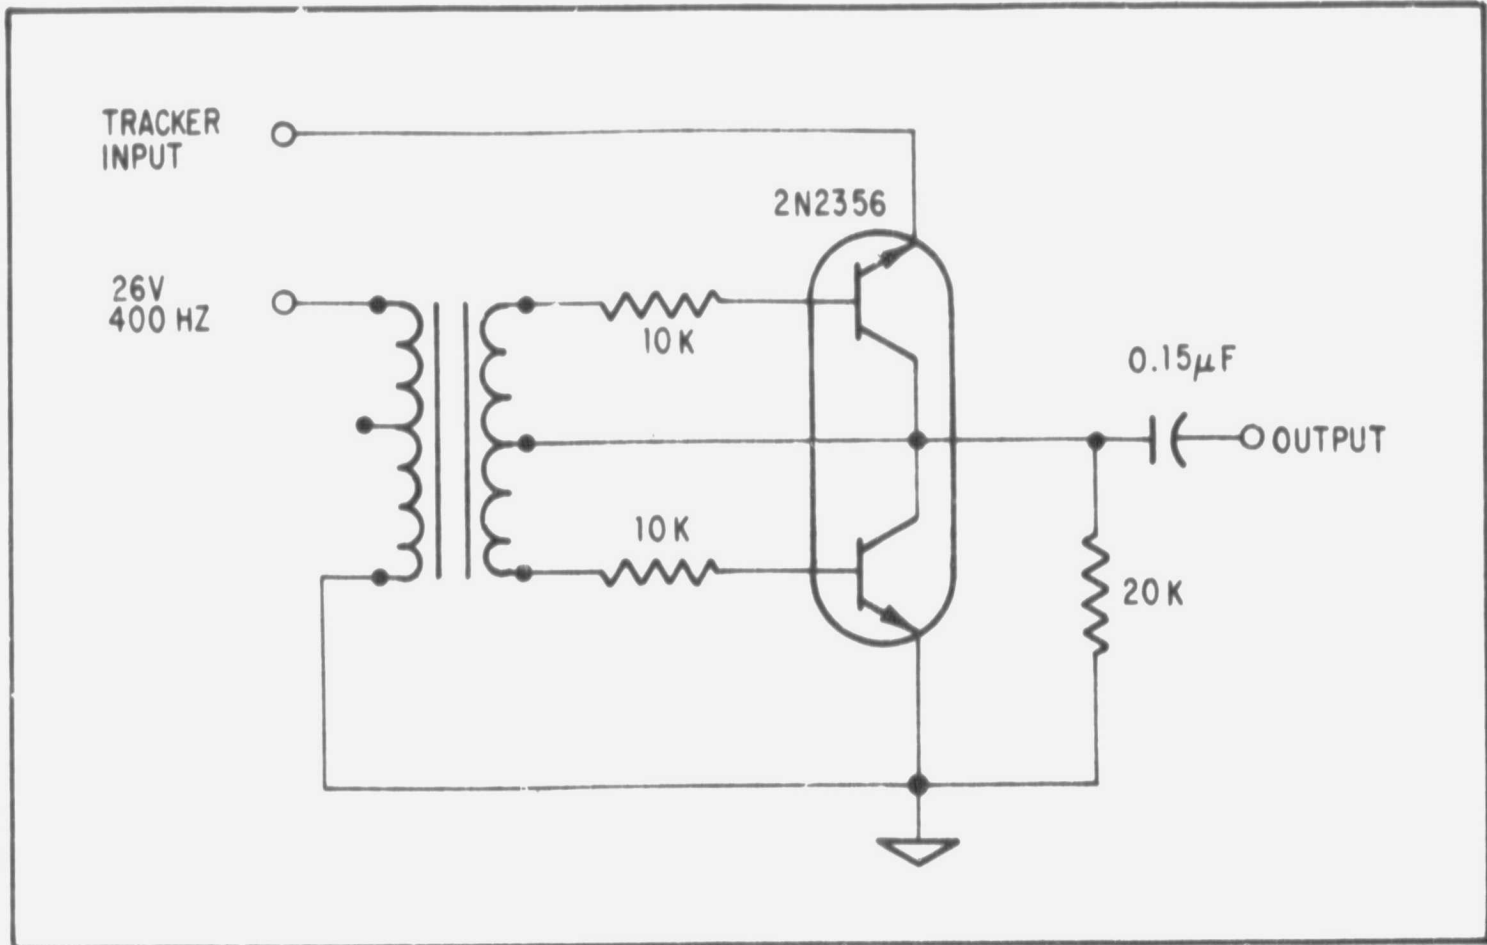 TRACKER
INPUT
2N2356
26V
400 HZ
10K
0.15µF
OUTPUT
10K
20K